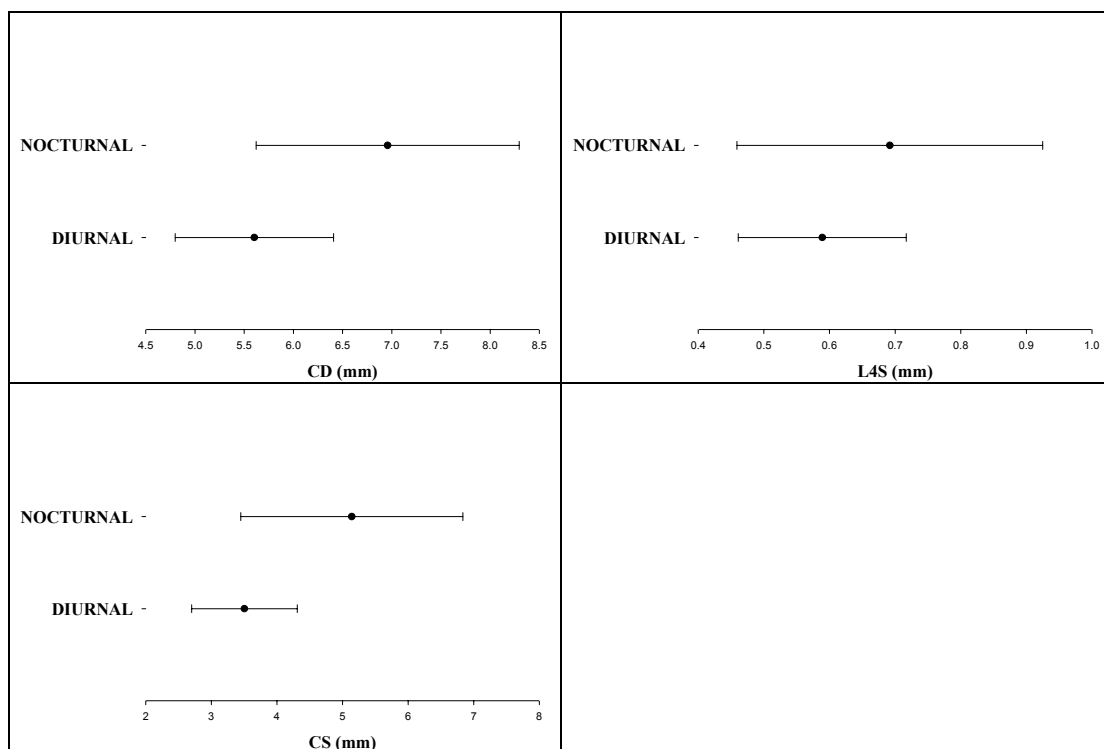 NOCTURNAL
DIURNAL
4.5 5.0 5.5 6.0 6.5 7.0 7.5 8.0 8.5
CD (mm)
NOCTURNAL
DIURNAL
0.4 0.5 0.6 0.7 0.8 0.9 1.0
L4S (mm)
NOCTURNAL
DIURNAL
2 3 4 5 6 7 8
CS (mm)